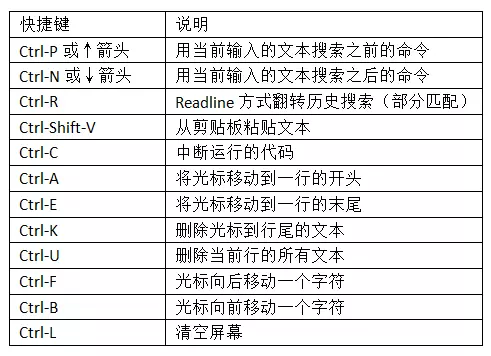 快捷键 说明
Ctrl-P 或↑箭头 用当前输入的文本搜索之前的命令
Ctrl-N 或↓箭头 用当前输入的文本搜索之后的命令
Ctrl-R Readline 方式翻转历史搜索（部分匹配）
Ctrl-Shift-V 从剪贴板粘贴文本
Ctrl-C 中断运行的代码
Ctrl-A 将光标移动到一行的开头
Ctrl-E 将光标移动到一行的末尾
Ctrl-K 删除光标到行尾的文本
Ctrl-U 删除当前行的所有文本
Ctrl-F 光标向后移动一个字符
Ctrl-B 光标向前移动一个字符
Ctrl-L 清空屏幕